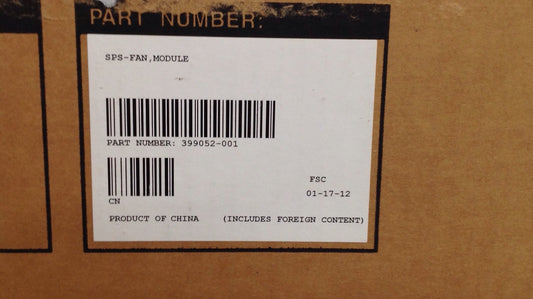 PART NUMBER:
SPS-FAN,MODULE
PART NUMBER: 399052-001
FSC
01-17-12
CN
PRODUCT OF CHINA (INCLUDES FOREIGN CONTENT)